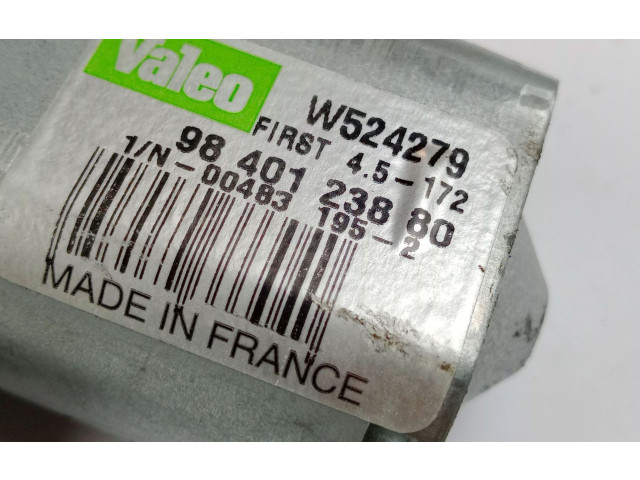 Valeo
W524279
FIRST 4.5-172
98 401 238 80
1/N-00483 195-2
MADE IN FRANCE